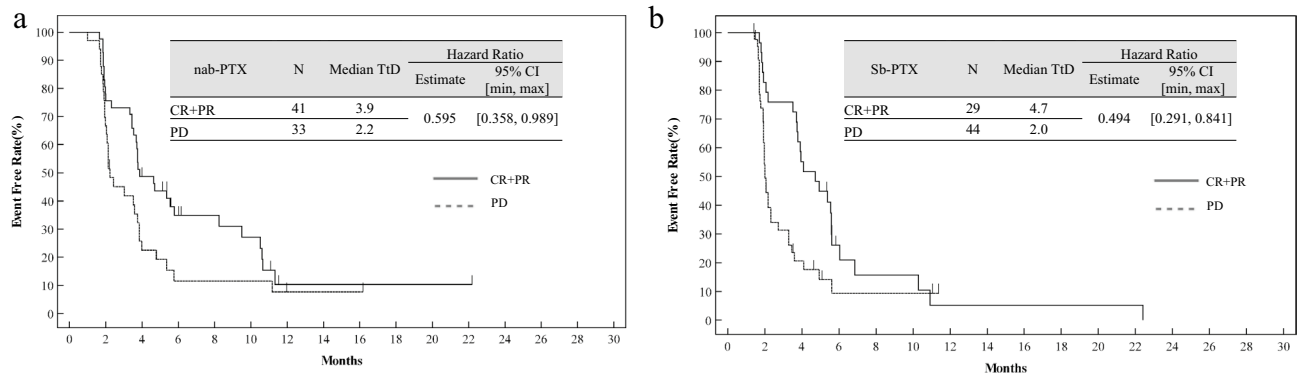 a
100
90
80
70
60
50
40
30
20
10
0
Event Free Rate(%)
0 2 4 6 8 10 12 14 16 18 20 22 24 26 28 30
Months
nab-PTX N Median TtD Hazard Ratio
Estimate 95% CI
[min, max]
CR+PR 41 3.9 0.595 [0.358, 0.989]
PD 33 2.2
CR+PR
PD
b
100
90
80
70
60
50
40
30
20
10
0
Event Free Rate(%)
0 2 4 6 8 10 12 14 16 18 20 22 24 26 28 30
Months
Sb-PTX N Median TtD Hazard Ratio
Estimate 95% CI
[min, max]
CR+PR 29 4.7 0.494 [0.291, 0.841]
PD 44 2.0
CR+PR
PD